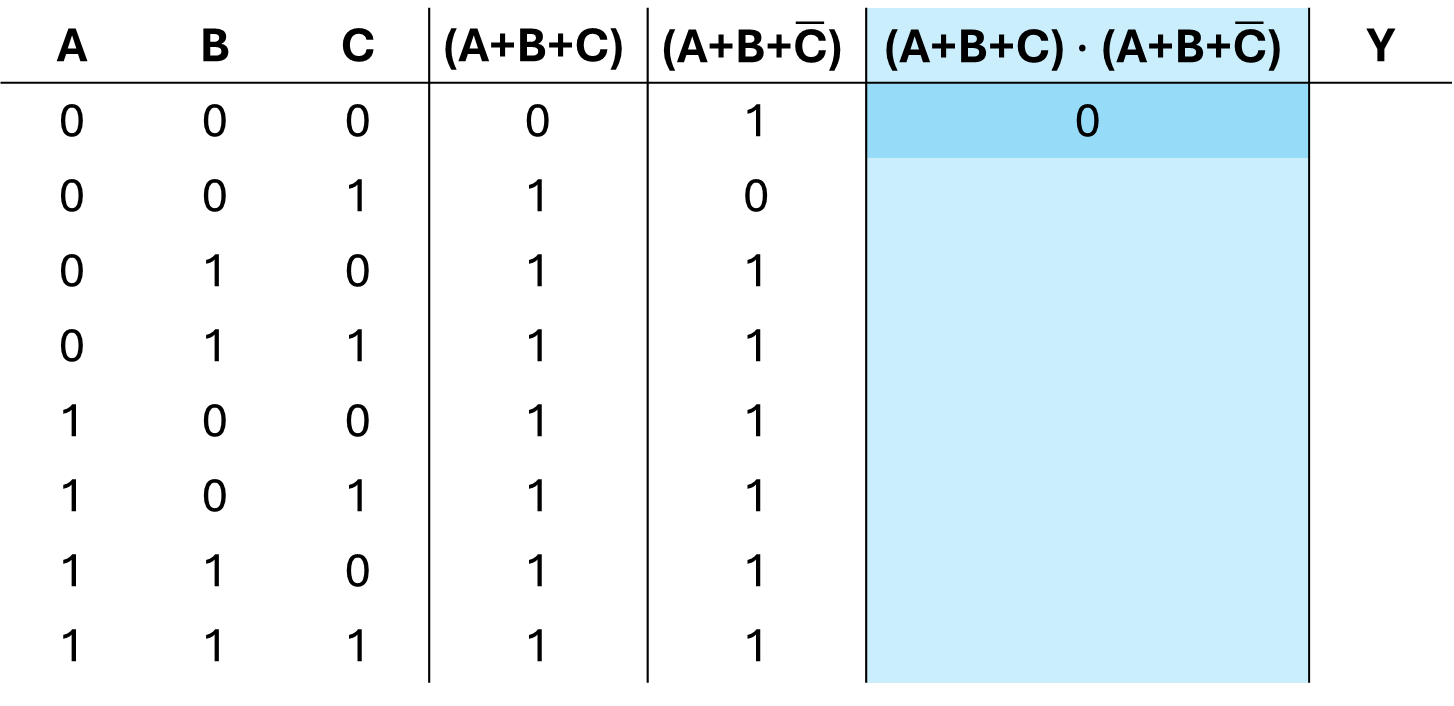 A B C (A+B+C) (A+B+C̅) (A+B+C) · (A+B+C̅) Y
0 0 0 0 1 0
0 0 1 1 0
0 1 0 1 1
0 1 1 1 1
1 0 0 1 1
1 0 1 1 1
1 1 0 1 1
1 1 1 1 1